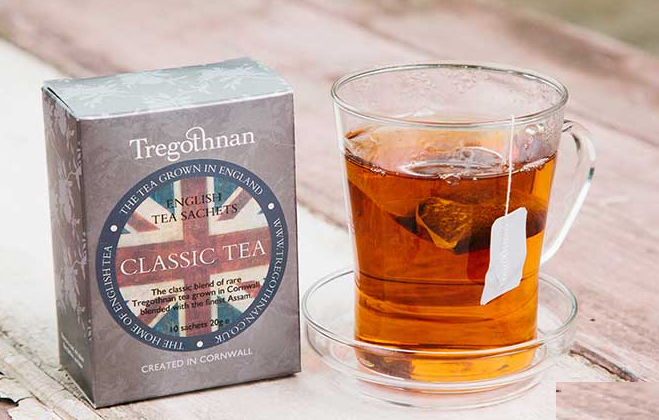 Tregothnan
• THE TEA GROWN IN ENGLAND •
WWW.TREGOTHNAN.CO.UK
• THE HOME OF ENGLISH TEA
ENGLISH
TEA SACHETS
CLASSIC TEA
The classic blend of rare
Tregothnan tea grown in Cornwall
blended with the finest Assam.
10 sachets 20g e
CREATED IN CORNWALL